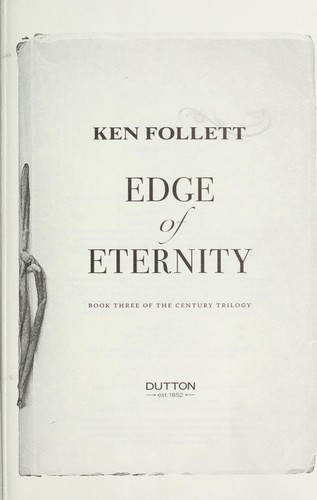 KEN FOLLETT
EDGE
of
ETERNITY
BOOK THREE OF THE CENTURY TRILOGY
DUTTON
est. 1852